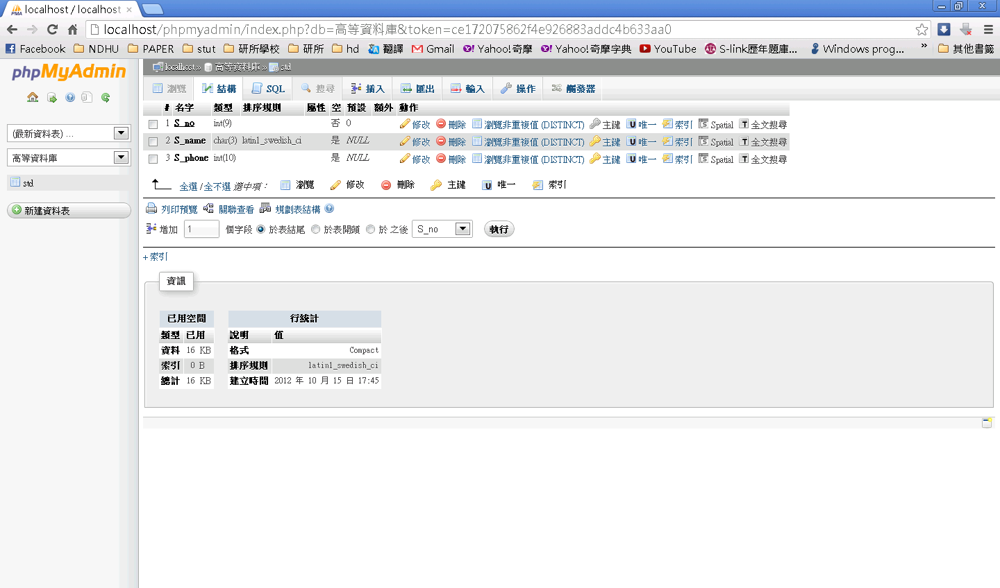 localhost / localhost
localhost/phpmyadmin/index.php?db=高等資料庫&token=ce172075862f4e926883addc4b633aa0
Facebook NDHU PAPER stut 研所學校 研所 hd 翻譯 Gmail Yahoo!奇摩 Yahoo!奇摩字典 YouTube S-link歷年題庫... Windows prog... » 其他書籤
phpMyAdmin
(最新資料表) ...
高等資料庫
std
新建資料表
localhost » 高等資料庫 » std
瀏覽 結構 SQL 搜尋 插入 匯出 輸入 操作 觸發器
# 名字 類型 排序規則 屬性 空 預設 額外 動作
1 S_no int(9) 否 0 修改 刪除 瀏覽非重複值 (DISTINCT) 主鍵 唯一 索引 Spatial 全文搜尋
2 S_name char(3) latin1_swedish_ci 是 NULL 修改 刪除 瀏覽非重複值 (DISTINCT) 主鍵 唯一 索引 Spatial 全文搜尋
3 S_phone int(10) 是 NULL 修改 刪除 瀏覽非重複值 (DISTINCT) 主鍵 唯一 索引 Spatial 全文搜尋
全選 / 全不選 選中項： 瀏覽 修改 刪除 主鍵 唯一 索引
列印預覽 關聯查看 規劃表結構
增加 1 個字段 於表結尾 於表開頭 於 之後 S_no 執行
+ 索引
資訊
已用空間
類型 已用
資料 16 KB
索引 0 B
總計 16 KB
行統計
說明 值
格式 Compact
排序規則 latin1_swedish_ci
建立時間 2012 年 10 月 15 日 17:45